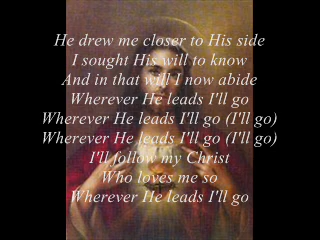 He drew me closer to His side
I sought His will to know
And in that will I now abide
Wherever He leads I'll go
Wherever He leads I'll go (I'll go)
Wherever He leads I'll go (I'll go)
I'll follow my Christ
Who loves me so
Wherever He leads I'll go